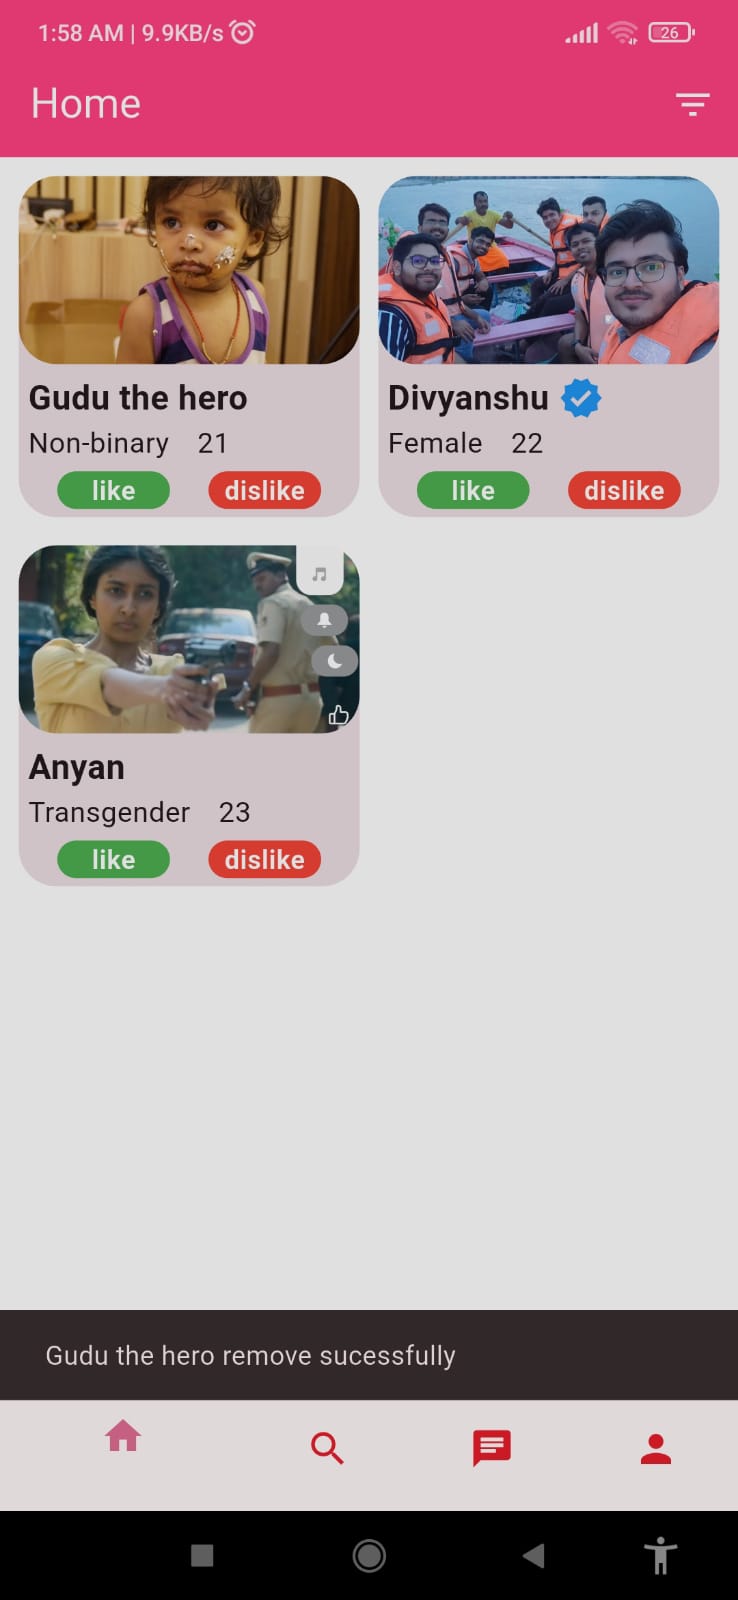 1:58 AM | 9.9KB/s
26
Home
Gudu the hero
Non-binary 21
like dislike
Divyanshu
Female 22
like dislike
Anyan
Transgender 23
like dislike
Gudu the hero remove sucessfully